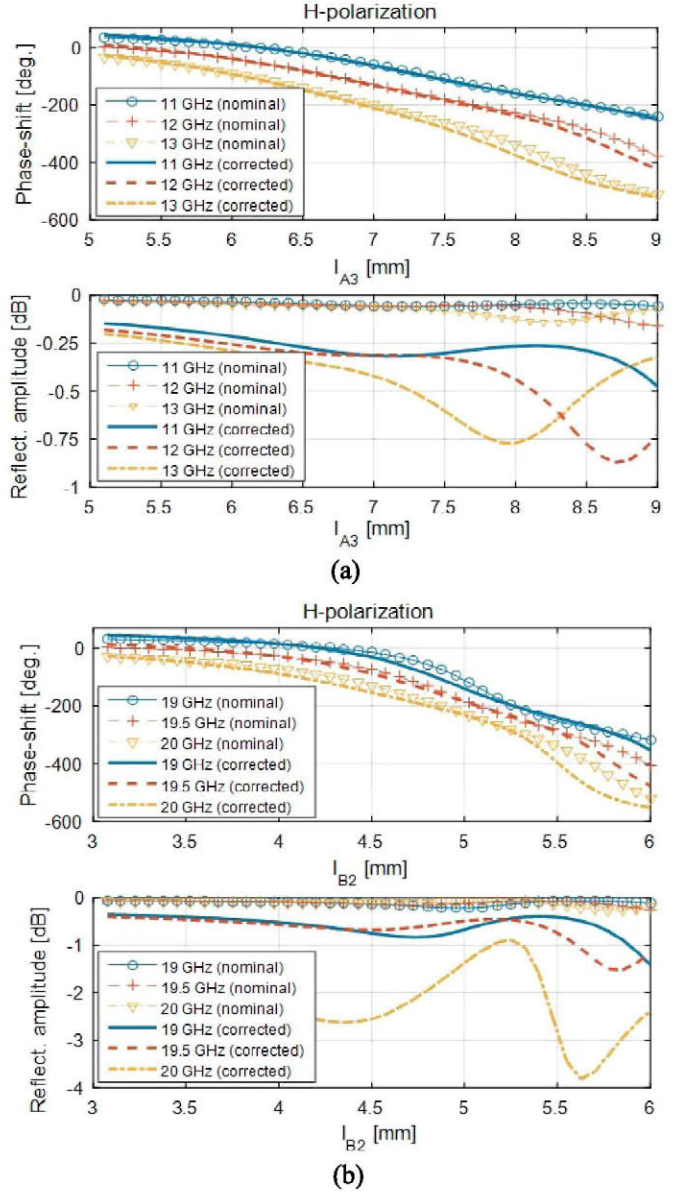 H-polarization
Phase-shift [deg.]
0
-200
-400
-600
11 GHz (nominal)
12 GHz (nominal)
13 GHz (nominal)
11 GHz (corrected)
12 GHz (corrected)
13 GHz (corrected)
5 5.5 6 6.5 7 7.5 8 8.5 9
lA3 [mm]
Reflect. amplitude [dB]
0
-0.25
-0.5
-0.75
-1
11 GHz (nominal)
12 GHz (nominal)
13 GHz (nominal)
11 GHz (corrected)
12 GHz (corrected)
13 GHz (corrected)
5 5.5 6 6.5 7 7.5 8 8.5 9
lA3 [mm]
(a)
H-polarization
Phase-shift [deg.]
0
-200
-400
-600
19 GHz (nominal)
19.5 GHz (nominal)
20 GHz (nominal)
19 GHz (corrected)
19.5 GHz (corrected)
20 GHz (corrected)
3 3.5 4 4.5 5 5.5 6
lB2 [mm]
Reflect. amplitude [dB]
0
-1
-2
-3
-4
19 GHz (nominal)
19.5 GHz (nominal)
20 GHz (nominal)
19 GHz (corrected)
19.5 GHz (corrected)
20 GHz (corrected)
3 3.5 4 4.5 5 5.5 6
lB2 [mm]
(b)